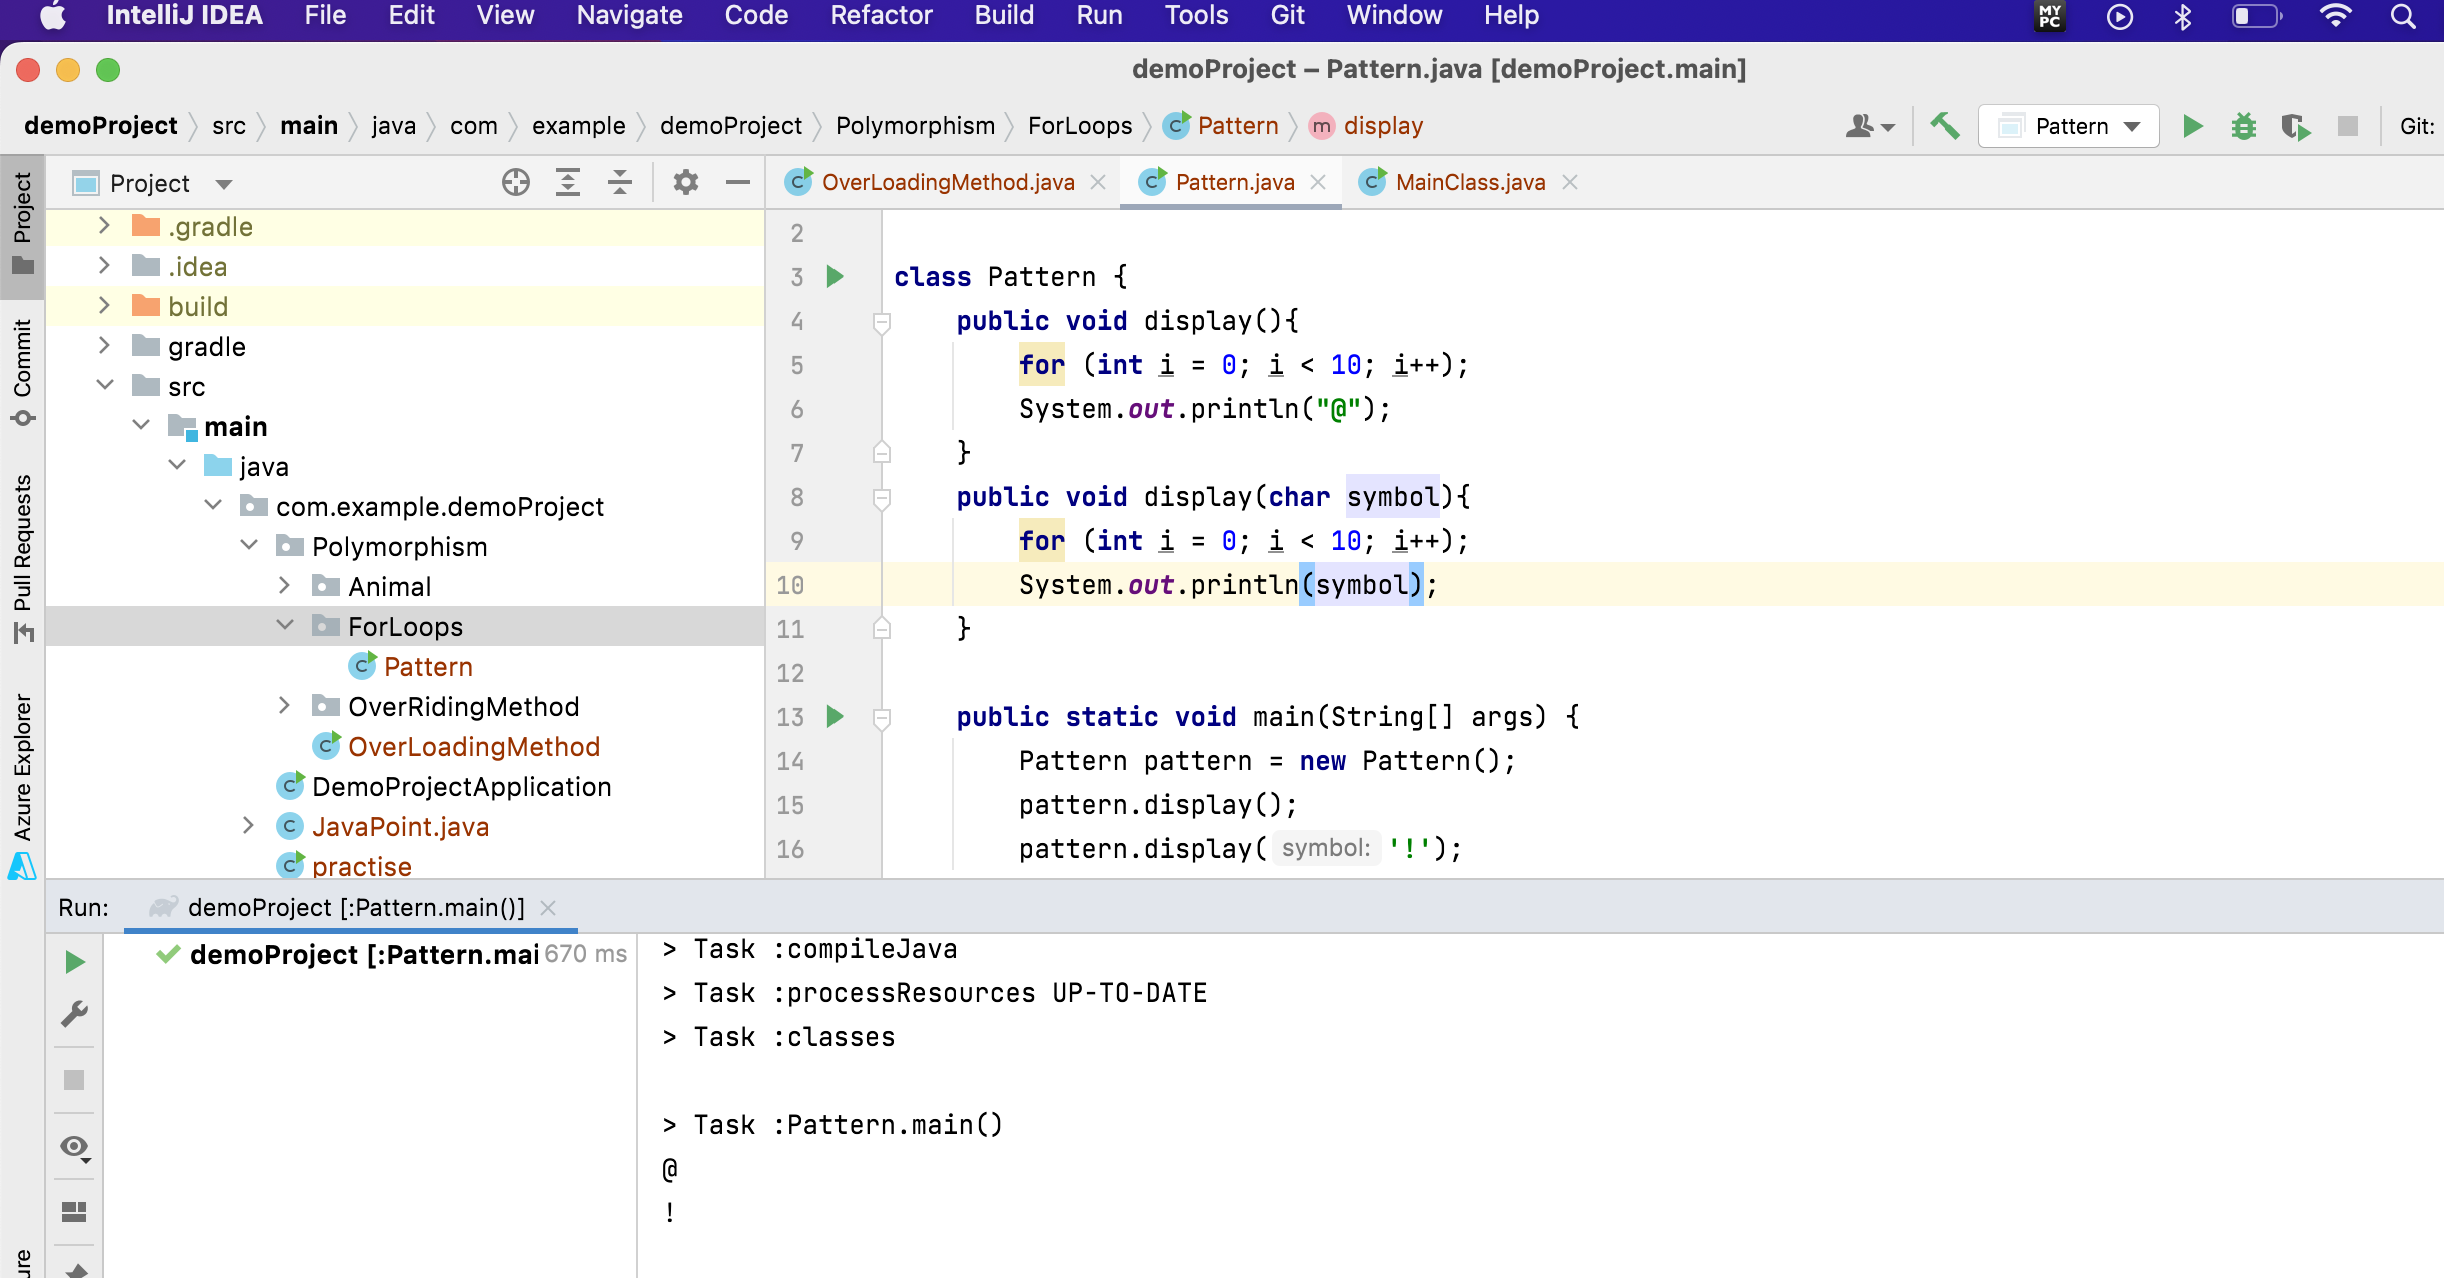 IntelliJ IDEA File Edit View Navigate Code Refactor Build Run Tools Git Window Help MY PC
demoProject – Pattern.java [demoProject.main]
demoProject src main java com example demoProject Polymorphism ForLoops Pattern m display Pattern Git:
Project
Commit
Pull Requests
Azure Explorer
Project
.gradle
.idea
build
gradle
src
main
java
com.example.demoProject
Polymorphism
Animal
ForLoops
Pattern
OverRidingMethod
OverLoadingMethod
DemoProjectApplication
JavaPoint.java
practise
OverLoadingMethod.java Pattern.java MainClass.java
2
3 class Pattern {
4 public void display(){
5 for (int i = 0; i < 10; i++);
6 System.out.println("@");
7 }
8 public void display(char symbol){
9 for (int i = 0; i < 10; i++);
10 System.out.println(symbol);
11 }
12
13 public static void main(String[] args) {
14 Pattern pattern = new Pattern();
15 pattern.display();
16 pattern.display( symbol: '!');
Run: demoProject [:Pattern.main()]
demoProject [:Pattern.mai 670 ms
> Task :compileJava
> Task :processResources UP-TO-DATE
> Task :classes
> Task :Pattern.main()
@
!